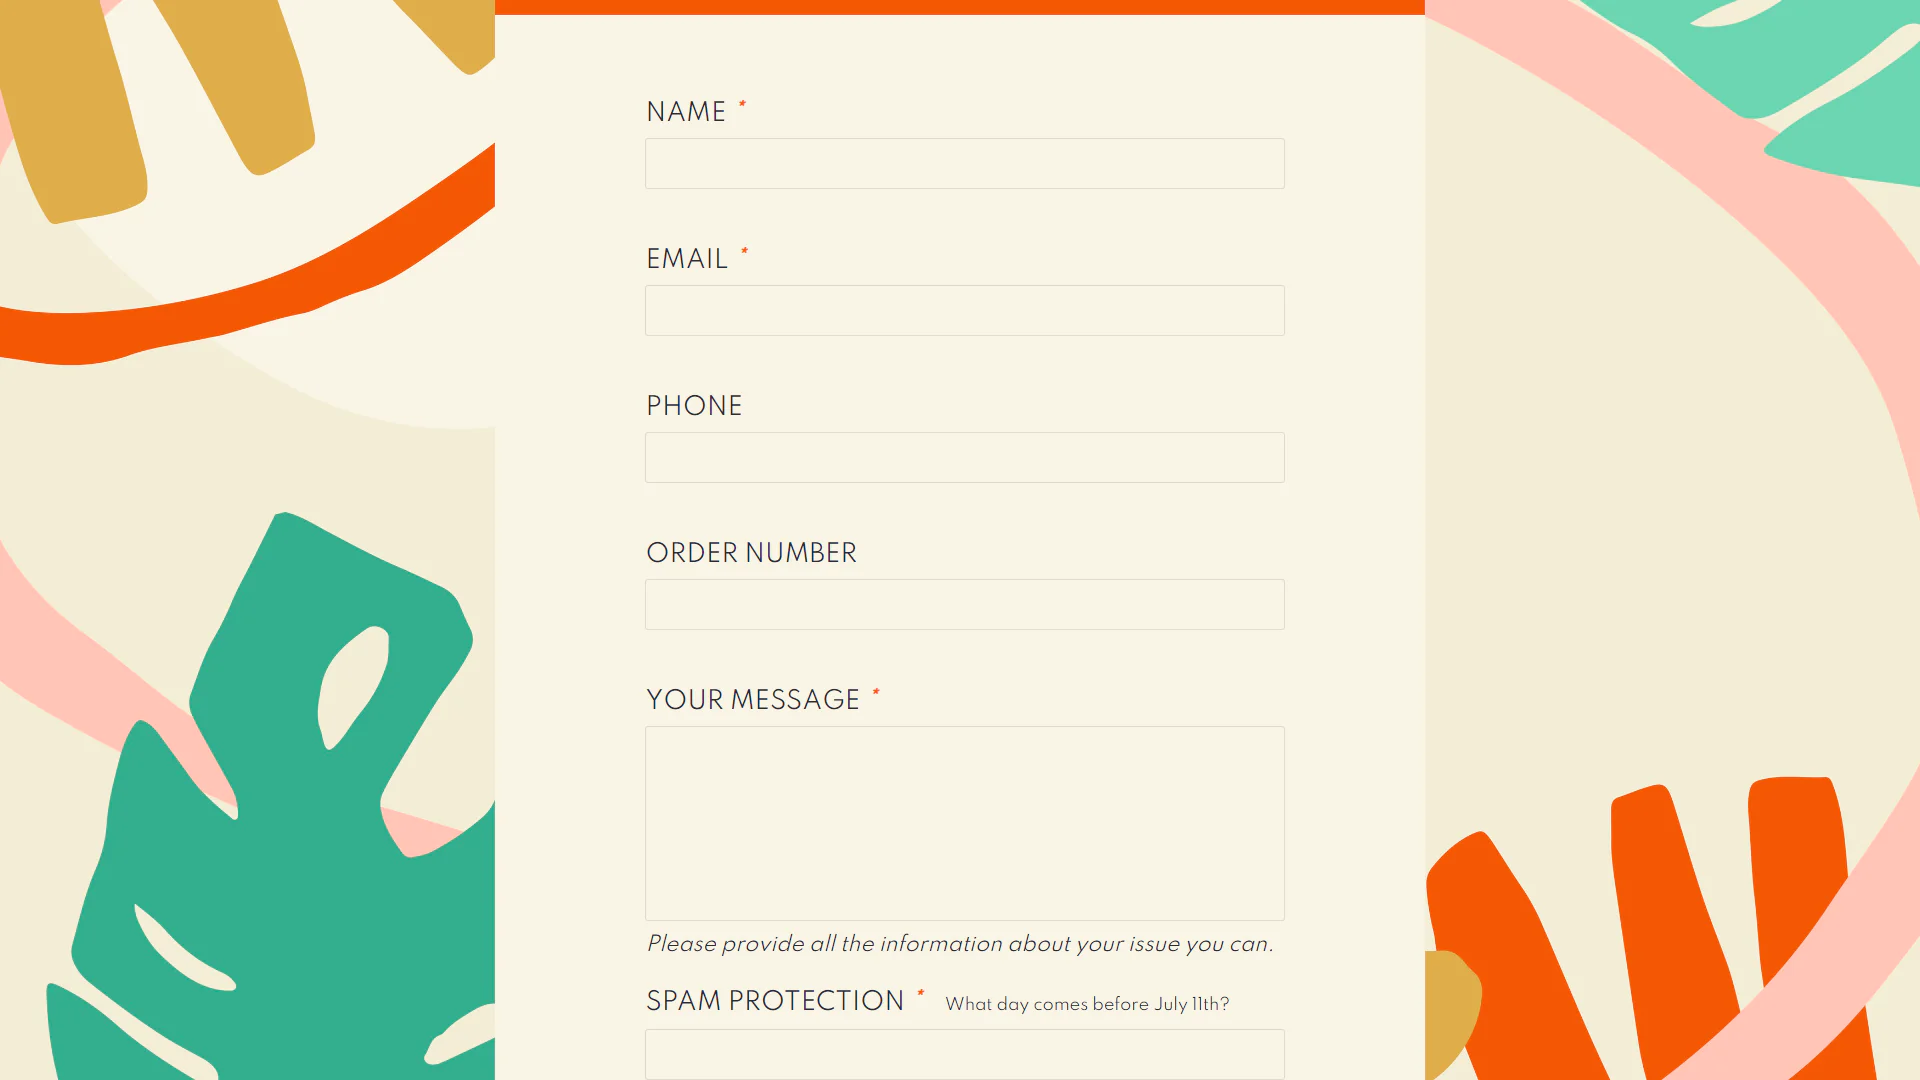 NAME *
EMAIL *
PHONE
ORDER NUMBER
YOUR MESSAGE *
Please provide all the information about your issue you can.
SPAM PROTECTION * What day comes before July 11th?